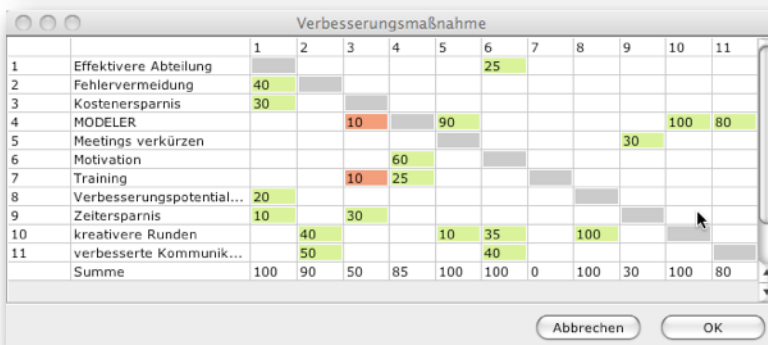 Verbesserungsmaßnahme
1 2 3 4 5 6 7 8 9 10 11
1 Effektivere Abteilung 25
2 Fehlervermeidung 40
3 Kostenersparnis 30
4 MODELER 10 90 100 80
5 Meetings verkürzen 30
6 Motivation 60
7 Training 10 25
8 Verbesserungspotential... 20
9 Zeitersparnis 10 30
10 kreativere Runden 40 10 35 100
11 verbesserte Kommunik... 50 40
Summe 100 90 50 85 100 100 0 100 30 100 80
Abbrechen OK